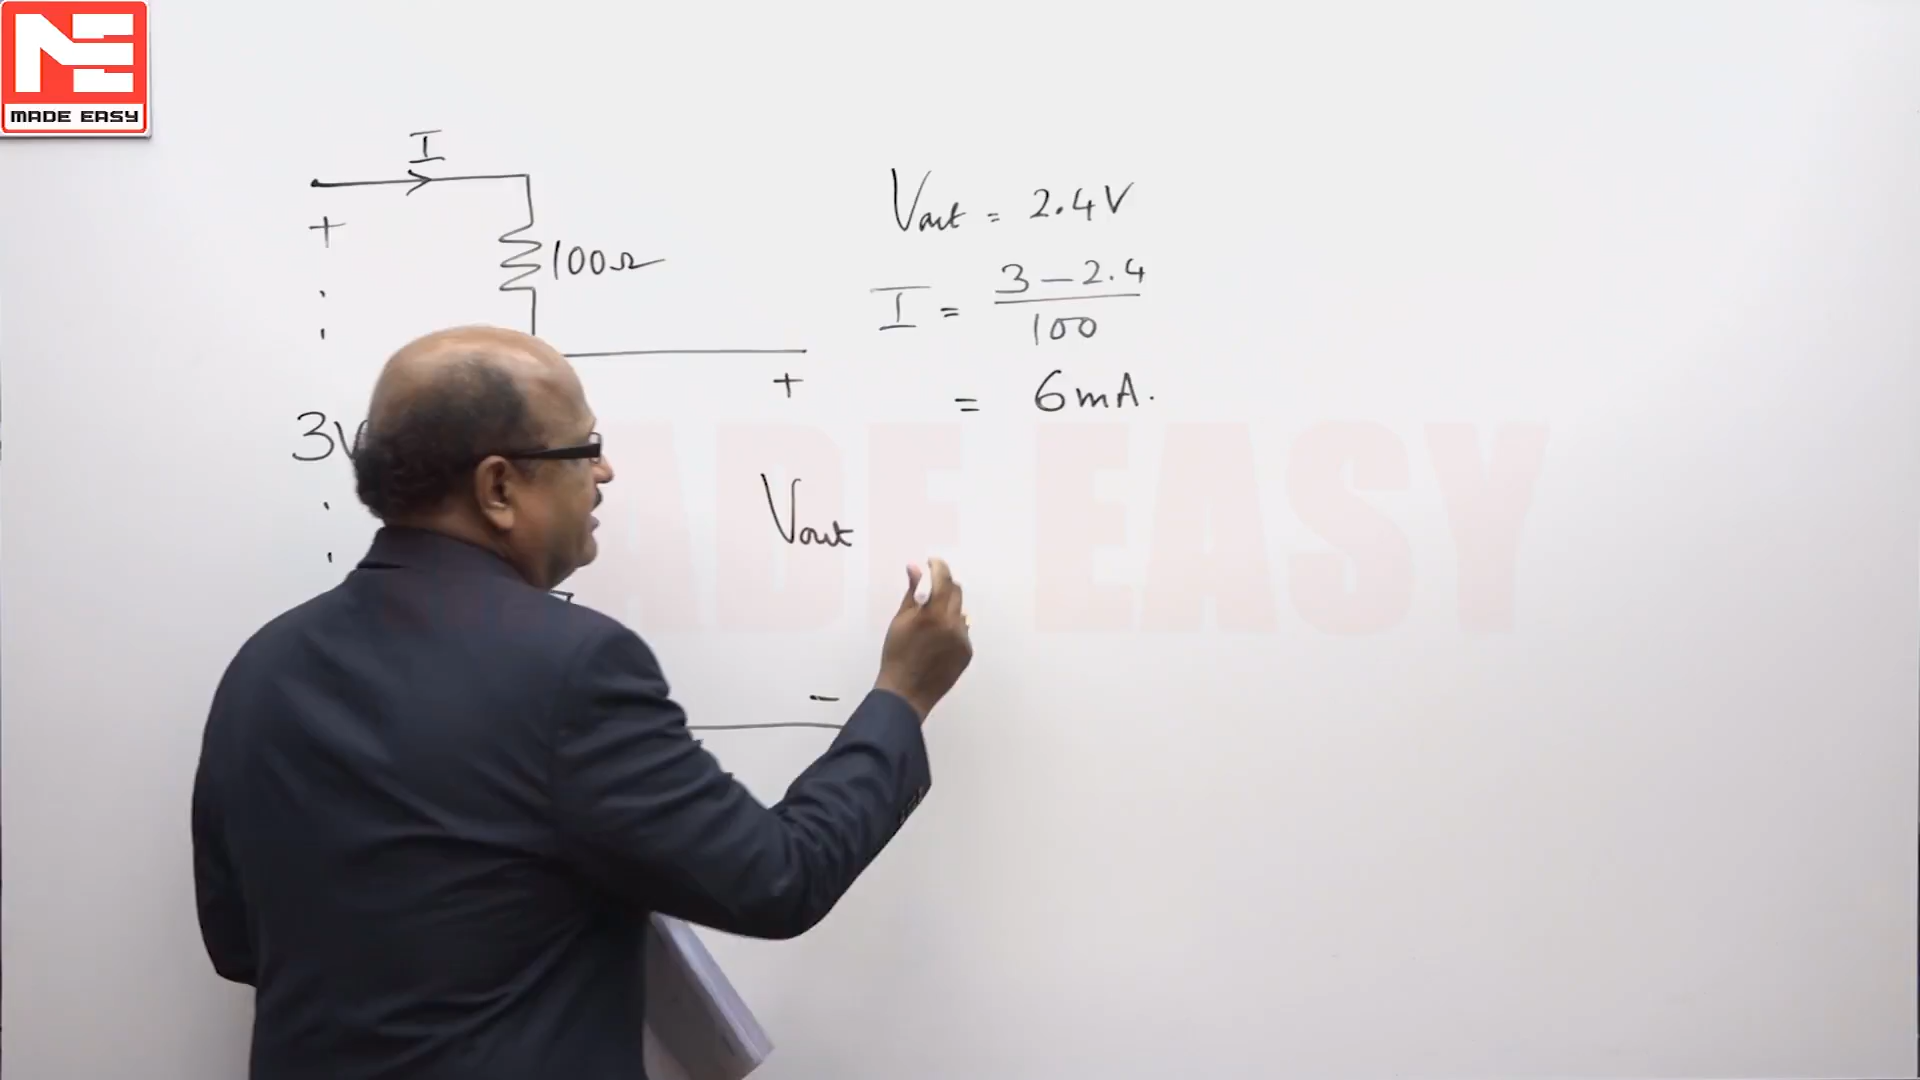 MADE EASY
I
+
100Ω
+
3V
Vout
-
Vout = 2.4V
I = 3 - 2.4
100
= 6mA.
MADE EASY